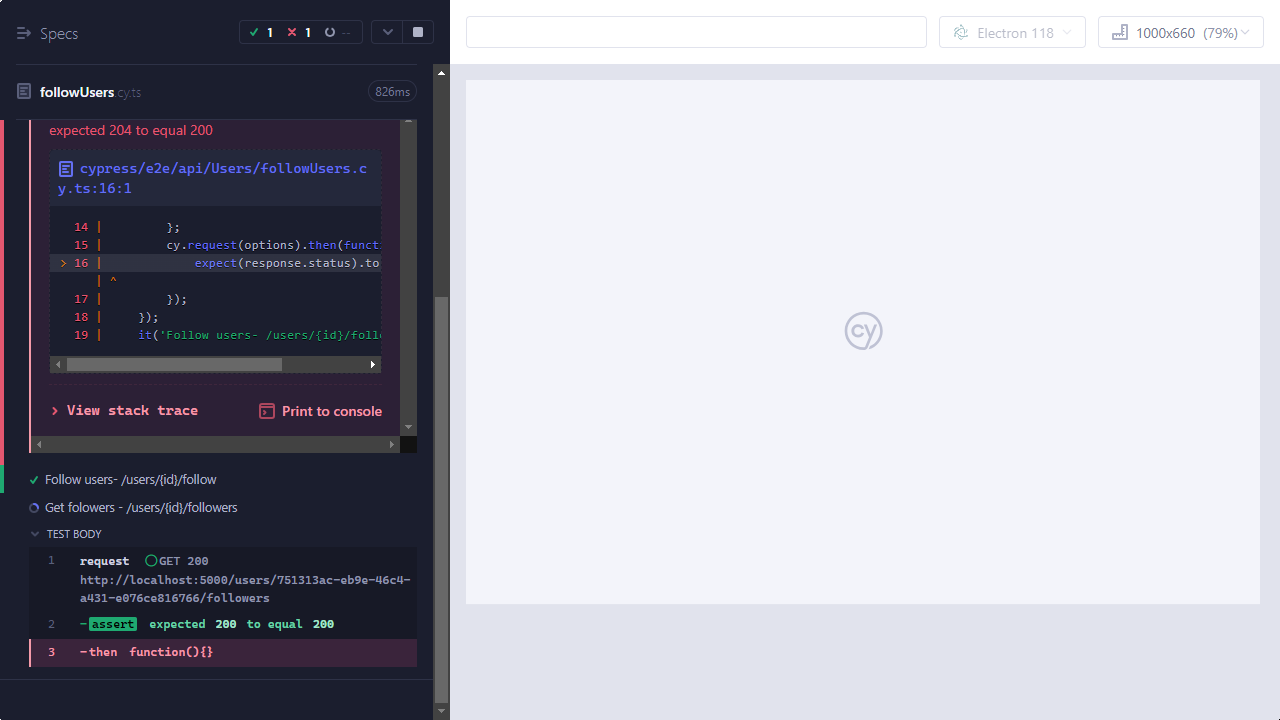 Specs
1
1
--
Electron 118
1000x660 (79%)
followUsers.cy.ts
826ms
expected 204 to equal 200
cypress/e2e/api/Users/followUsers.c
y.ts:16:1
14 | };
15 | cy.request(options).then(functi
> 16 | expect(response.status).to
| ^
17 | });
18 | });
19 | it('Follow users- /users/{id}/follo
View stack trace
Print to console
Follow users- /users/{id}/follow
Get folowers - /users/{id}/followers
TEST BODY
1 request GET 200
http://localhost:5000/users/751313ac-eb9e-46c4-
a431-e076ce816766/followers
2 -assert expected 200 to equal 200
3 -then function(){}
cy